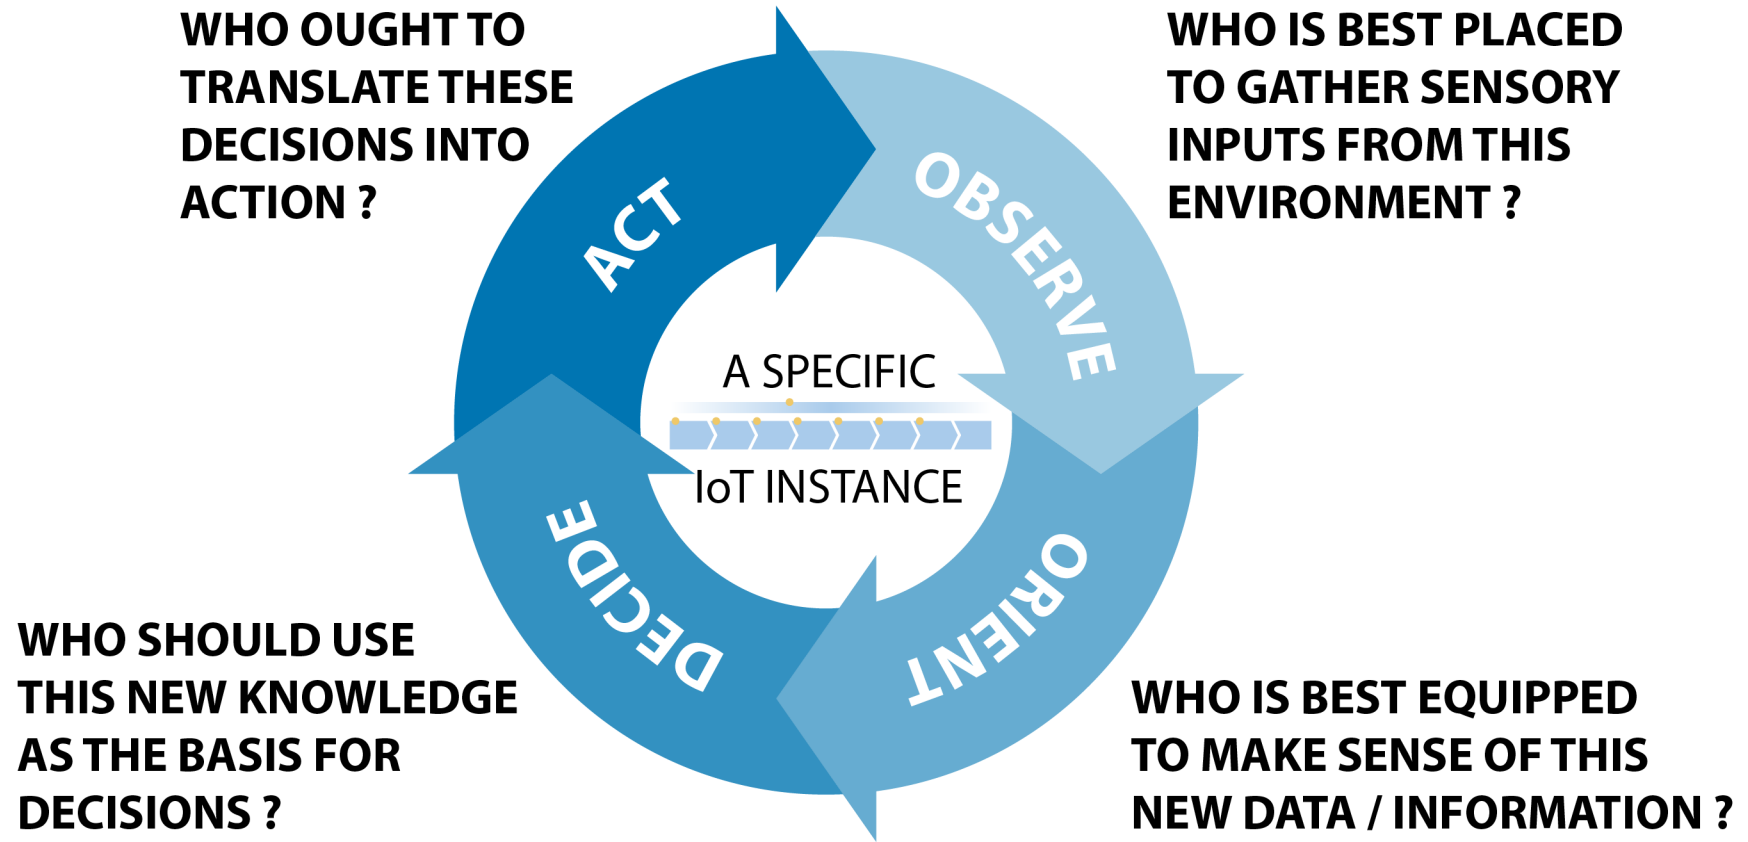 WHO OUGHT TO
TRANSLATE THESE
DECISIONS INTO
ACTION ?
WHO IS BEST PLACED
TO GATHER SENSORY
INPUTS FROM THIS
ENVIRONMENT ?
ACT
OBSERVE
A SPECIFIC
IoT INSTANCE
DECIDE
ORIENT
WHO SHOULD USE
THIS NEW KNOWLEDGE
AS THE BASIS FOR
DECISIONS ?
WHO IS BEST EQUIPPED
TO MAKE SENSE OF THIS
NEW DATA / INFORMATION ?